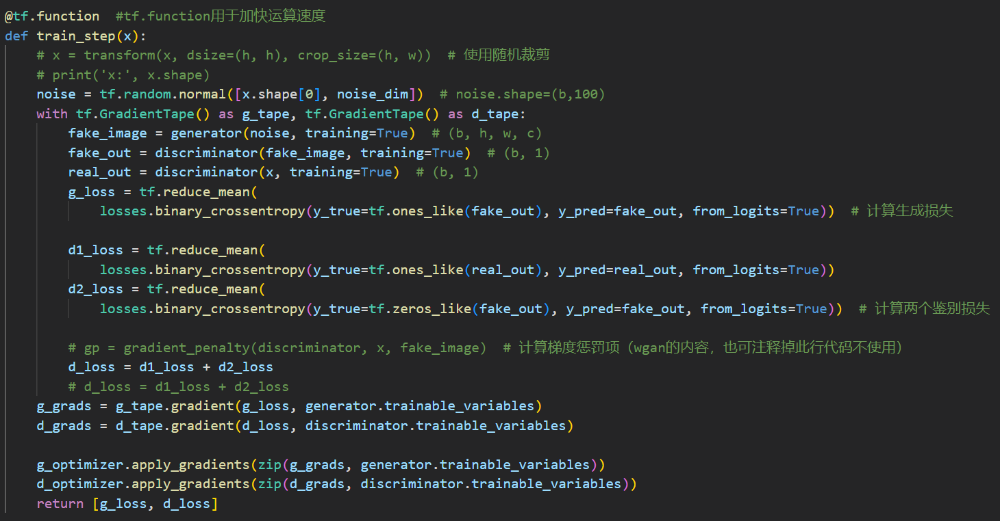 @tf.function  #tf.function用于加快运算速度
def train_step(x):
    # x = transform(x, dsize=(h, h), crop_size=(h, w))  # 使用随机裁剪
    # print('x:', x.shape)
    noise = tf.random.normal([x.shape[0], noise_dim])  # noise.shape=(b,100)
    with tf.GradientTape() as g_tape, tf.GradientTape() as d_tape:
        fake_image = generator(noise, training=True)  # (b, h, w, c)
        fake_out = discriminator(fake_image, training=True)  # (b, 1)
        real_out = discriminator(x, training=True)  # (b, 1)
        g_loss = tf.reduce_mean(
            losses.binary_crossentropy(y_true=tf.ones_like(fake_out), y_pred=fake_out, from_logits=True))  # 计算生成损失

        d1_loss = tf.reduce_mean(
            losses.binary_crossentropy(y_true=tf.ones_like(real_out), y_pred=real_out, from_logits=True))
        d2_loss = tf.reduce_mean(
            losses.binary_crossentropy(y_true=tf.zeros_like(fake_out), y_pred=fake_out, from_logits=True))  # 计算两个鉴别损失

        # gp = gradient_penalty(discriminator, x, fake_image)  # 计算梯度惩罚项（wgan的内容，也可注释掉此行代码不使用）
        d_loss = d1_loss + d2_loss
        # d_loss = d1_loss + d2_loss
    g_grads = g_tape.gradient(g_loss, generator.trainable_variables)
    d_grads = d_tape.gradient(d_loss, discriminator.trainable_variables)

    g_optimizer.apply_gradients(zip(g_grads, generator.trainable_variables))
    d_optimizer.apply_gradients(zip(d_grads, discriminator.trainable_variables))
    return [g_loss, d_loss]